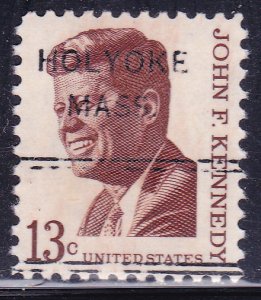 HOLYOKE
MASS.
JOHN F. KENNEDY
13c
UNITED STATES